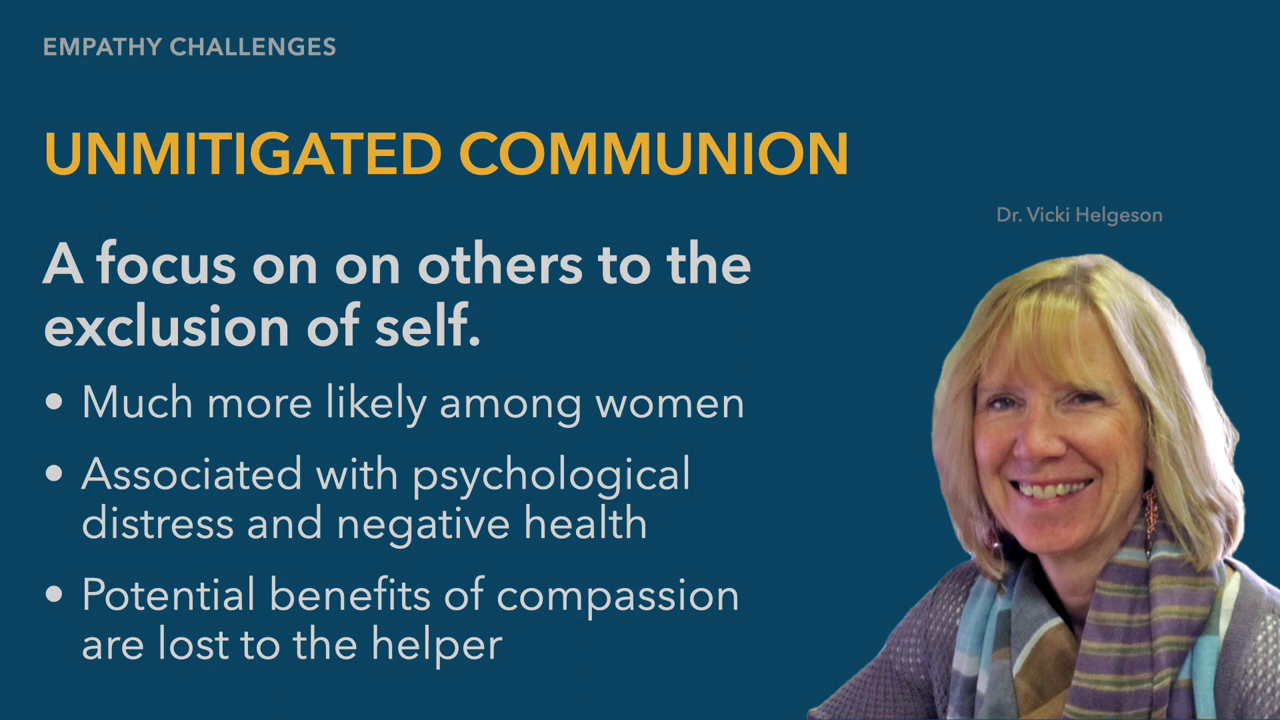 EMPATHY CHALLENGES
UNMITIGATED COMMUNION
Dr. Vicki Helgeson
A focus on on others to the
exclusion of self.
• Much more likely among women
• Associated with psychological
distress and negative health
• Potential benefits of compassion
are lost to the helper